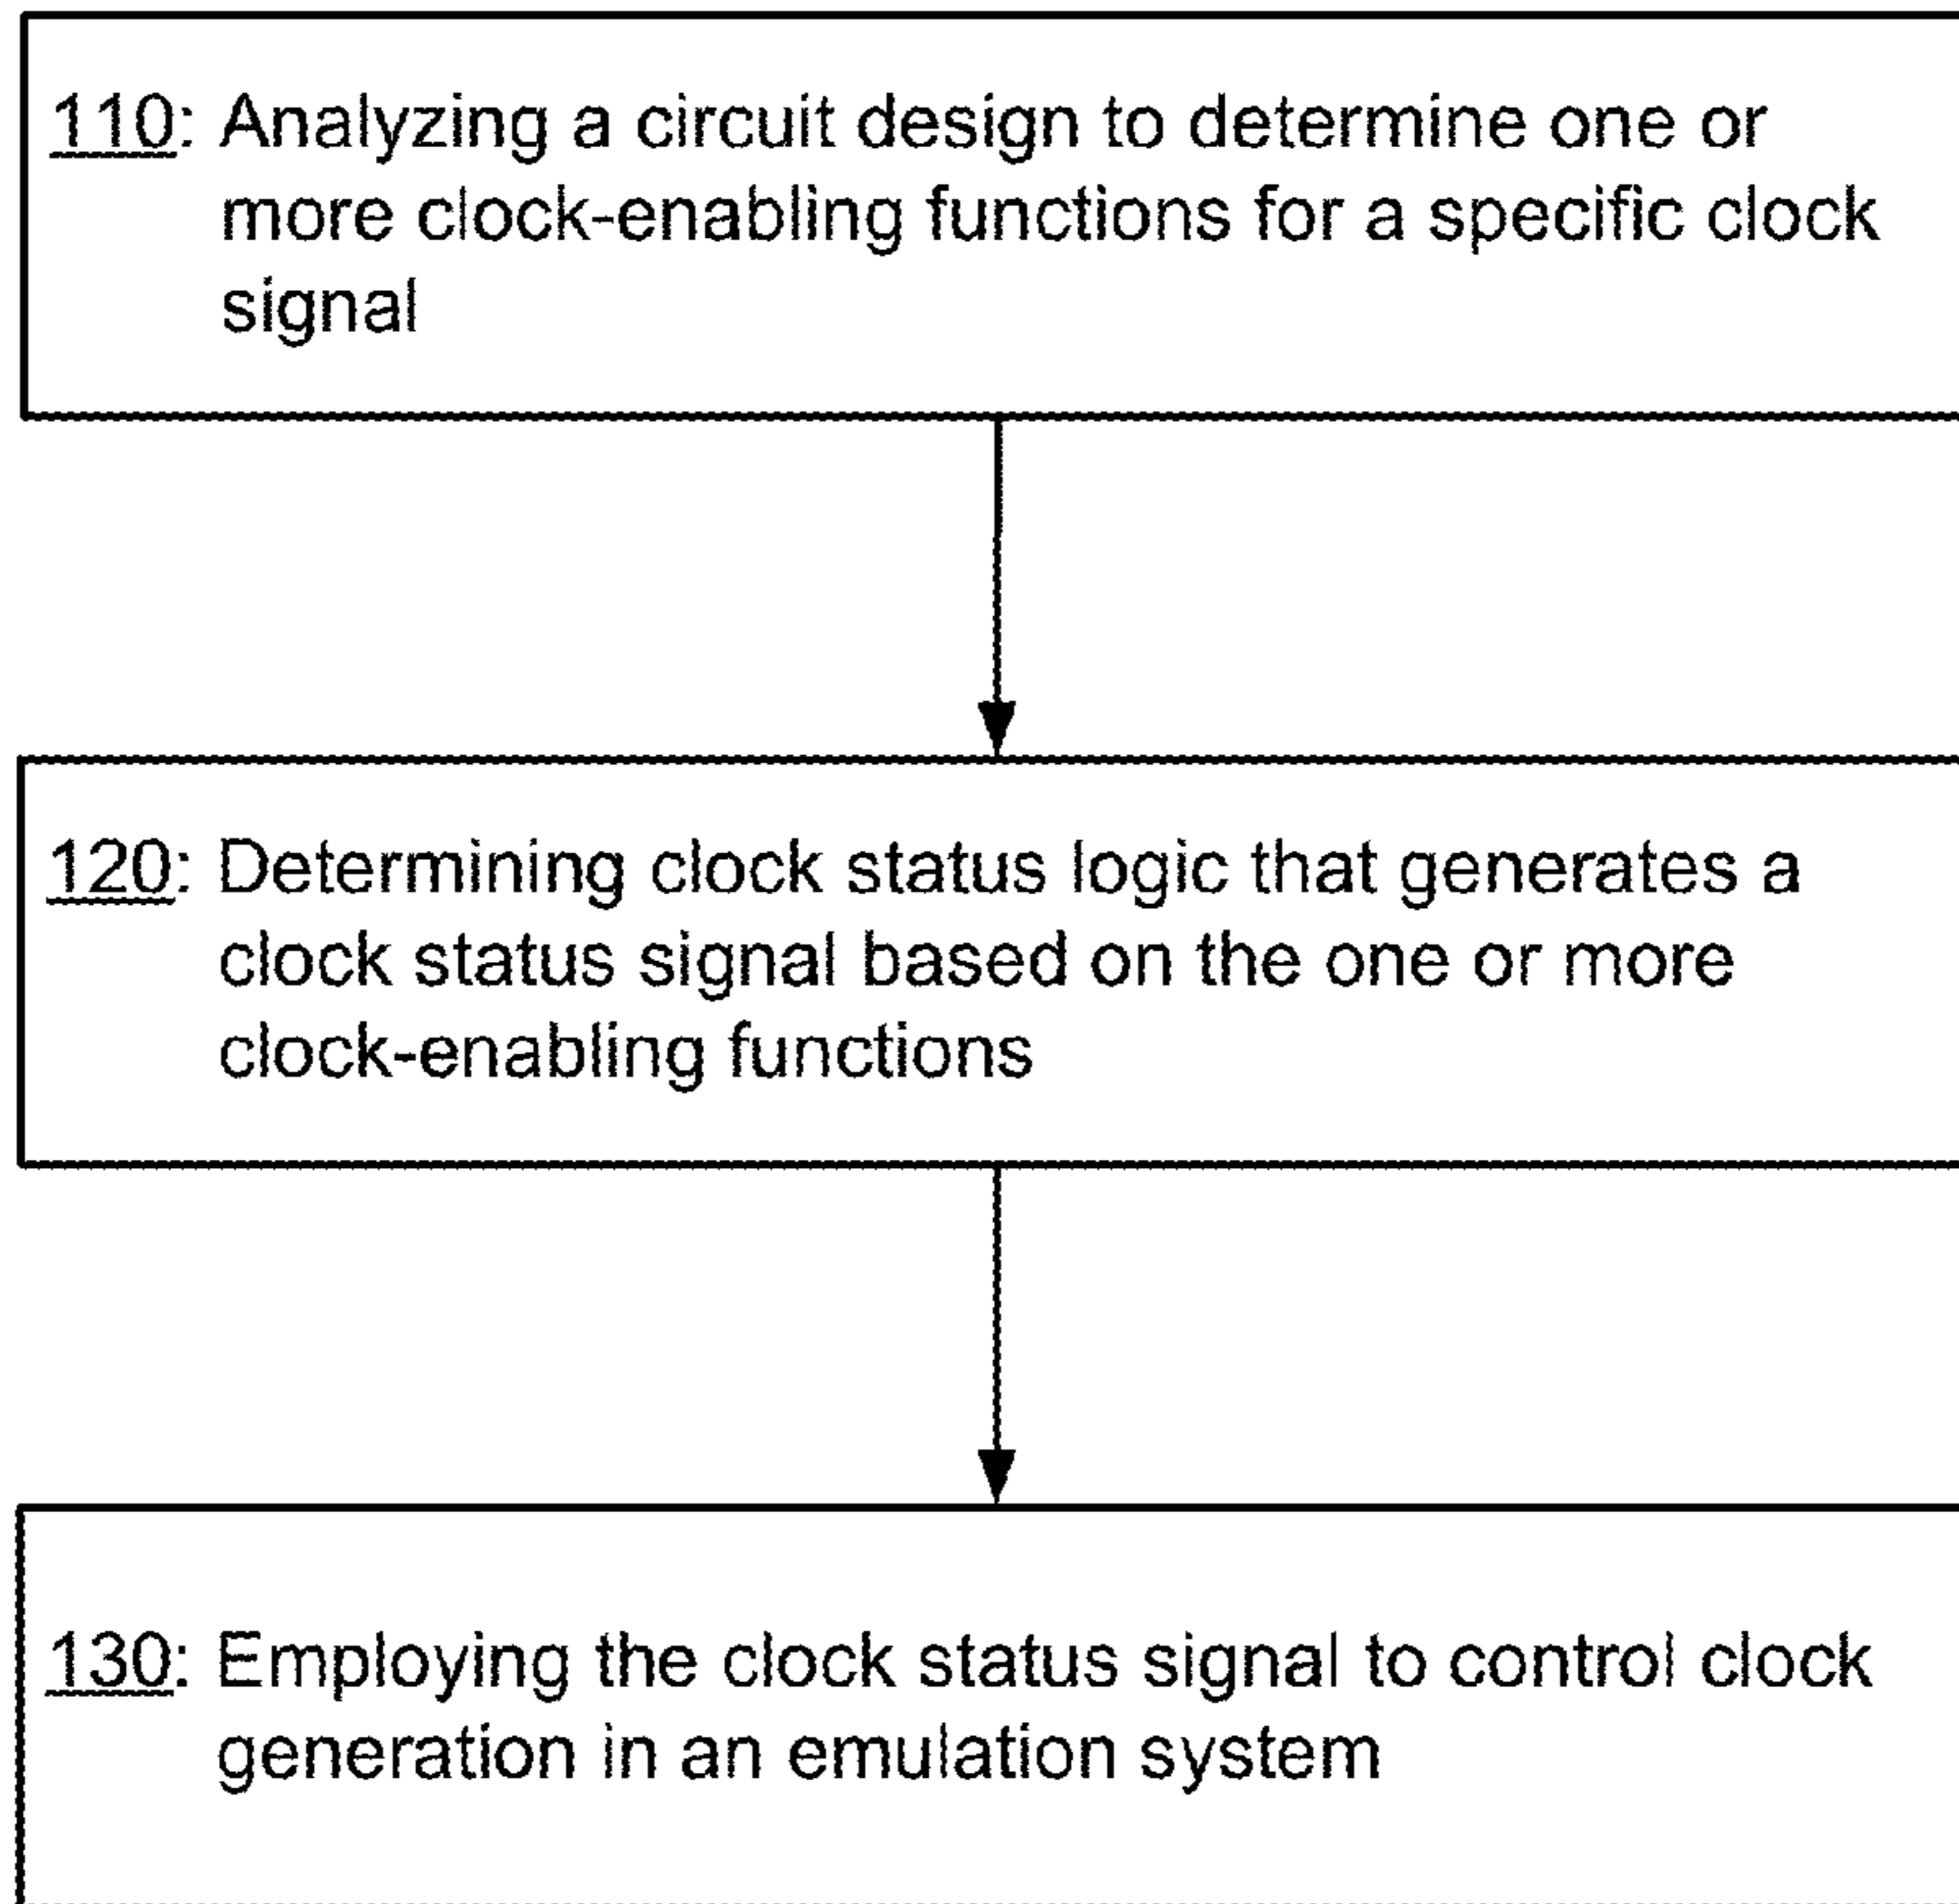 110: Analyzing a circuit design to determine one or
more clock-enabling functions for a specific clock
signal
120: Determining clock status logic that generates a
clock status signal based on the one or more
clock-enabling functions
130: Employing the clock status signal to control clock
generation in an emulation system